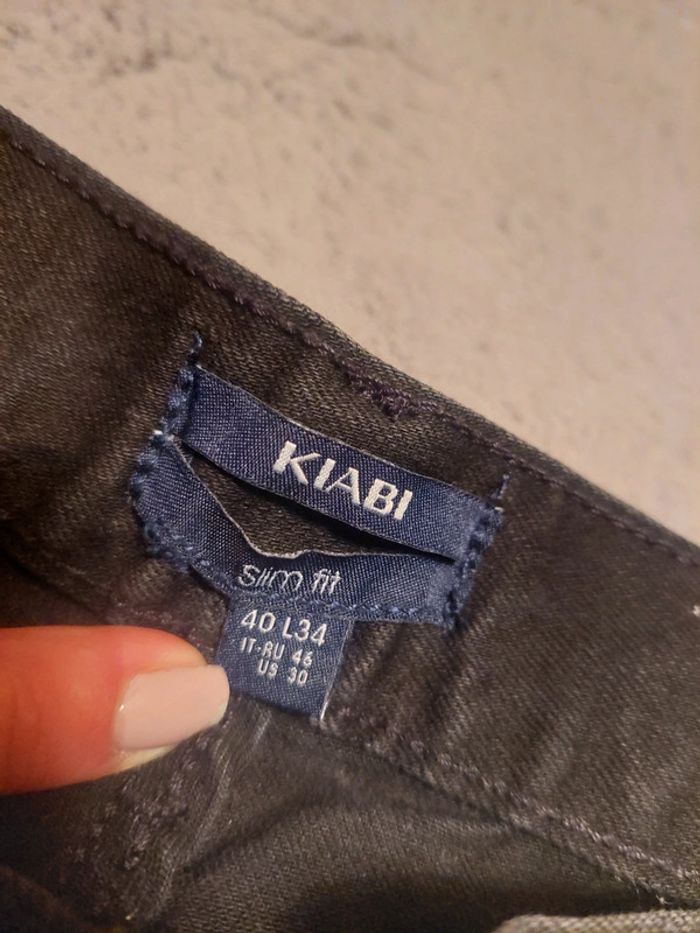 KIABI
Slim fit
40 L34
IT-RU 46
US 30